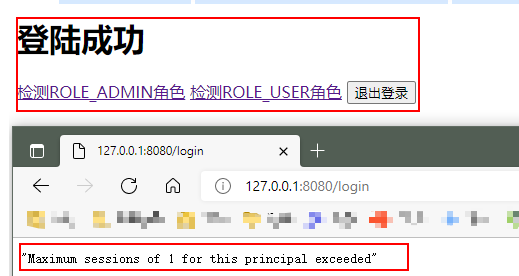 登陆成功
检测ROLE_ADMIN角色 检测ROLE_USER角色 退出登录
127.0.0.1:8080/login
127.0.0.1:8080/login
"Maximum sessions of 1 for this principal exceeded"